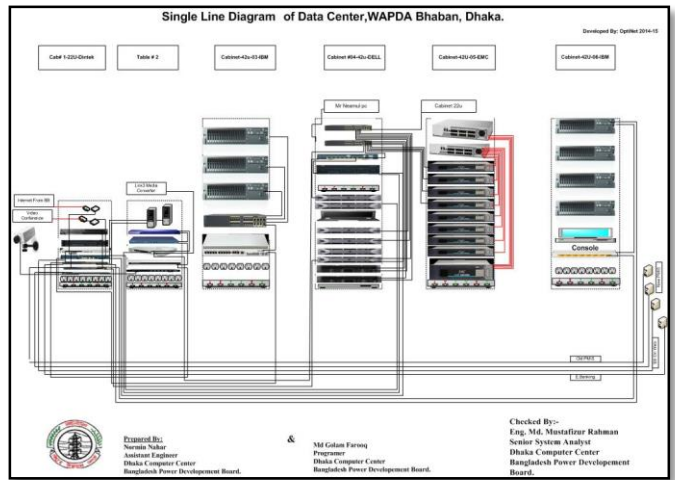 Single Line Diagram of Data Center,WAPDA Bhaban, Dhaka.
Developed By: OptiNet 2014-15
Cab# 1-22U-Dintek
Table # 2
Cabinet-42u-03-IBM
Cabinet #04-42u-DELL
Cabinet-42U-05-EMC
Cabinet-42U-06-IBM
Cabinet 22u
Link3 Media
Converter
Internet From BB
Video
Conference
Console
Prepared By:
Normin Nahar
Assistant Engineer
Dhaka Computer Center
Bangladesh Power Developement Board.
&
Md Golam Farooq
Programer
Dhaka Computer Center
Bangladesh Power Developement Board.
Checked By:-
Eng. Md. Mustafizur Rahman
Senior System Analyst
Dhaka Computer Center
Bangladesh Power Developement
Board.